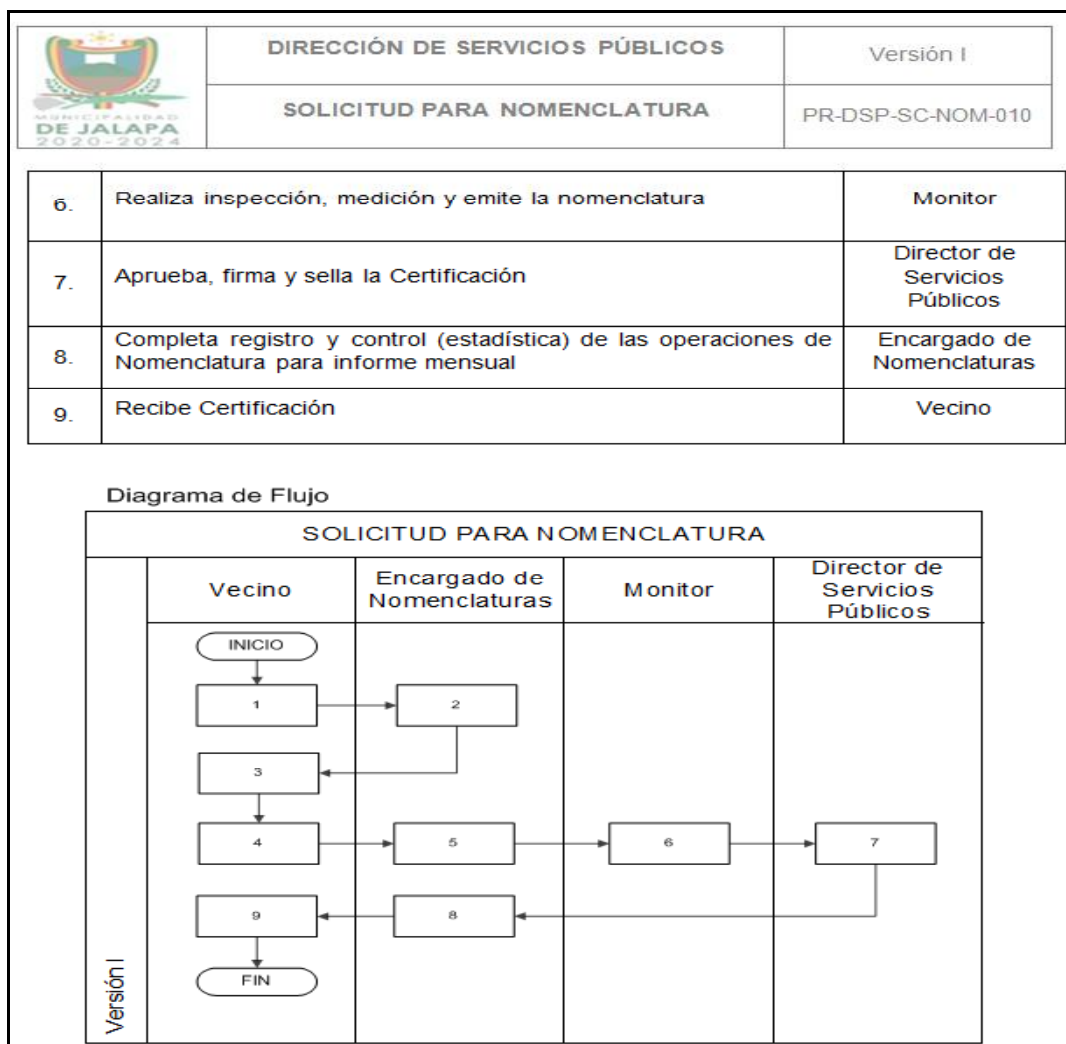 MUNICIPALIDAD
DE JALAPA
2020-2024
DIRECCIÓN DE SERVICIOS PÚBLICOS
Versión I
SOLICITUD PARA NOMENCLATURA
PR-DSP-SC-NOM-010
6.
Realiza inspección, medición y emite la nomenclatura
Monitor
7.
Aprueba, firma y sella la Certificación
Director de
Servicios
Públicos
8.
Completa registro y control (estadística) de las operaciones de
Nomenclatura para informe mensual
Encargado de
Nomenclaturas
9.
Recibe Certificación
Vecino
Diagrama de Flujo
SOLICITUD PARA NOMENCLATURA
Vecino
Encargado de
Nomenclaturas
Monitor
Director de
Servicios
Públicos
INICIO
1
2
3
4
5
6
7
9
8
FIN
Versión I